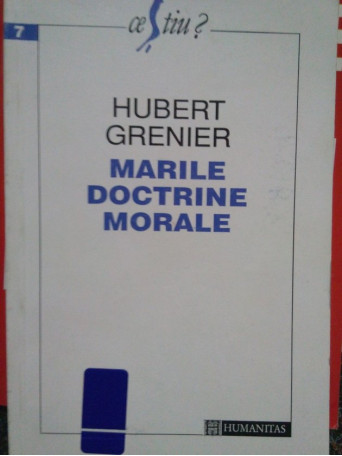 7
ce Știu?
HUBERT
GRENIER
MARILE
DOCTRINE
MORALE
HUMANITAS